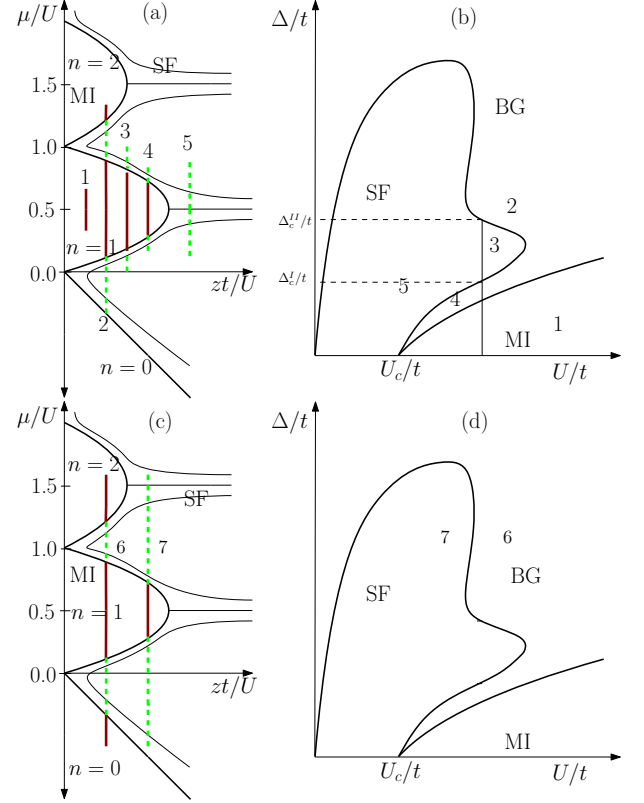 μ/U
(a)
n = 2
SF
1.5
MI
1.0
3
4
5
1
0.5
n = 1
0.0
zt/U
2
n = 0
Δ/t
(b)
BG
SF
2
Δ_c^{II}/t
3
Δ_c^{I}/t
5
4
1
MI
U_c/t
U/t
μ/U
(c)
n = 2
1.5
SF
1.0
6
7
MI
0.5
n = 1
0.0
zt/U
n = 0
Δ/t
(d)
7
6
BG
SF
MI
U_c/t
U/t